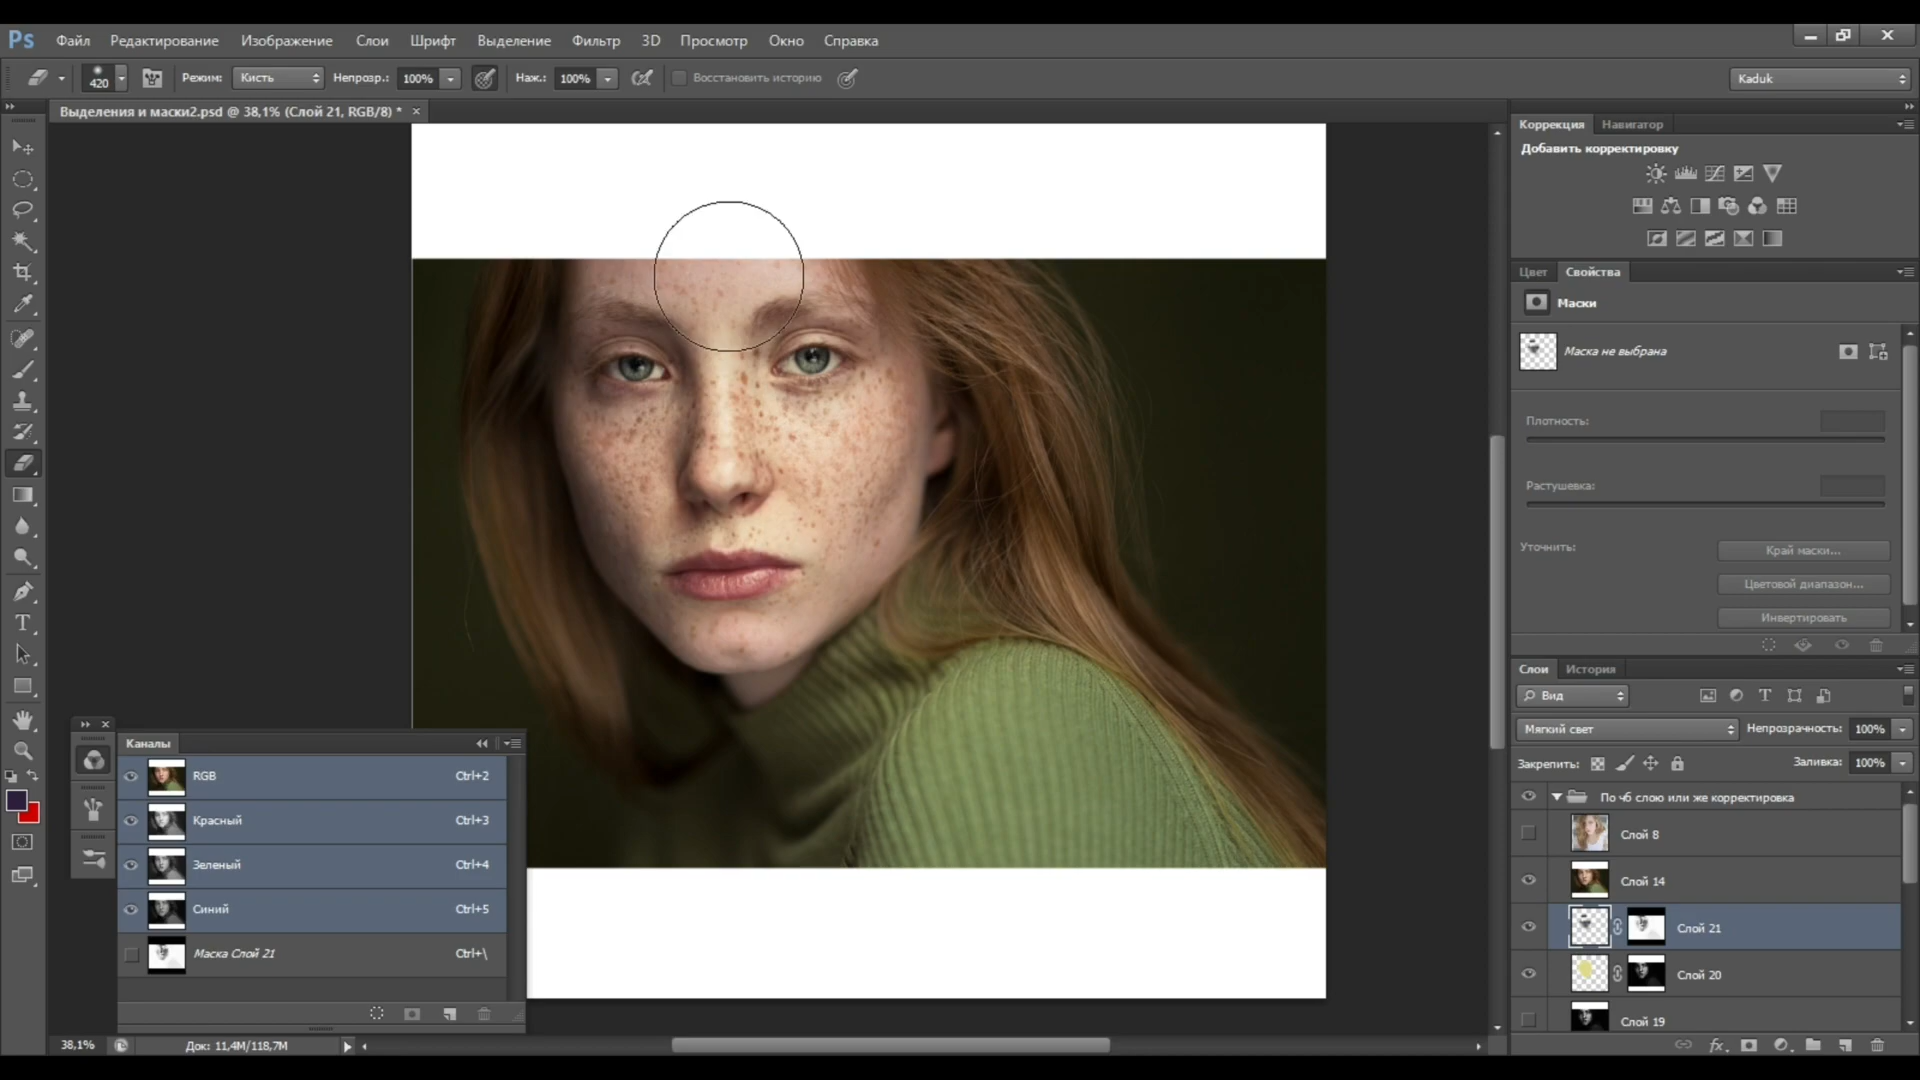 Ps Файл Редактирование Изображение Слои Шрифт Выделение Фильтр 3D Просмотр Окно Справка
420 Режим: Кисть Непрозр.: 100% Наж.: 100% Восстановить историю Kaduk
Выделения и маски2.psd @ 38,1% (Слой 21, RGB/8) * ×
Коррекция Навигатор
Добавить корректировку
Цвет Свойства
Маски
Маска не выбрана
Плотность:
Растушевка:
Уточнить: Край маски...
Цветовой диапазон...
Инвертировать
Слои История
Вид
Мягкий свет Непрозрачность: 100%
Закрепить: Заливка: 100%
По чб слою или же корректировка
Слой 8
Слой 14
Слой 21
Слой 20
Слой 19
fx
Каналы
RGB Ctrl+2
Красный Ctrl+3
Зеленый Ctrl+4
Синий Ctrl+5
Маска Слой 21 Ctrl+\
38,1% Док: 11,4M/118,7M